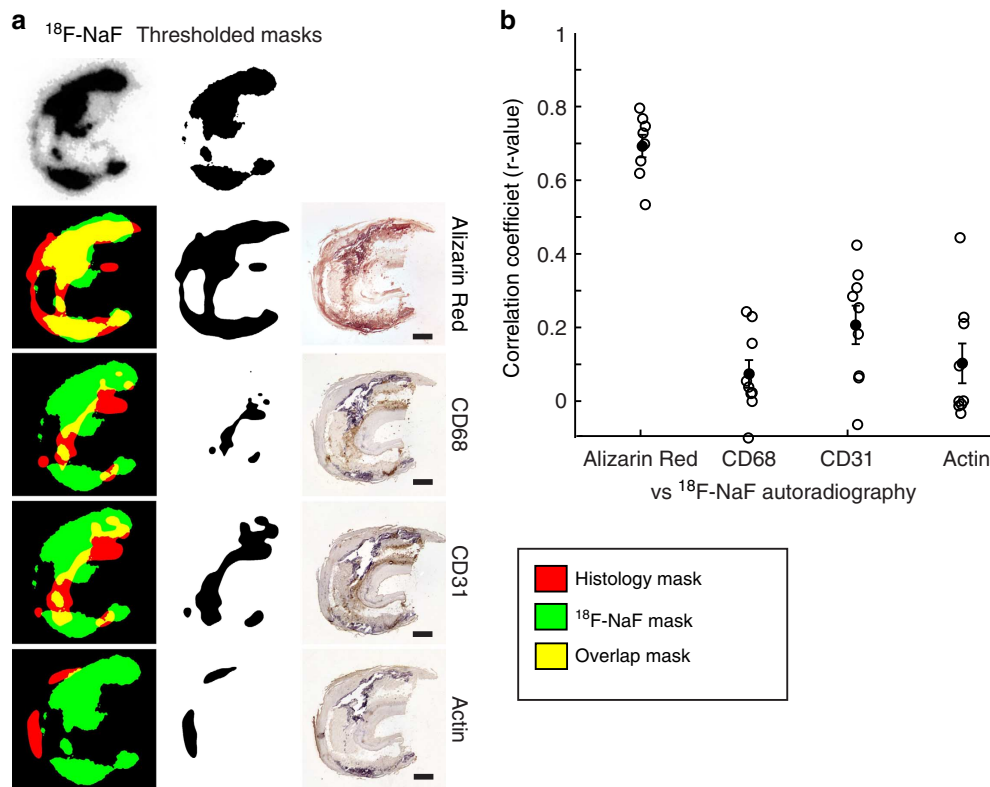 a
¹⁸F-NaF Thresholded masks
Alizarin Red
CD68
CD31
Actin
b
Correlation coefficiet (r-value)
1
0.8
0.6
0.4
0.2
0
Alizarin Red CD68 CD31 Actin
vs ¹⁸F-NaF autoradiography
Histology mask
¹⁸F-NaF mask
Overlap mask